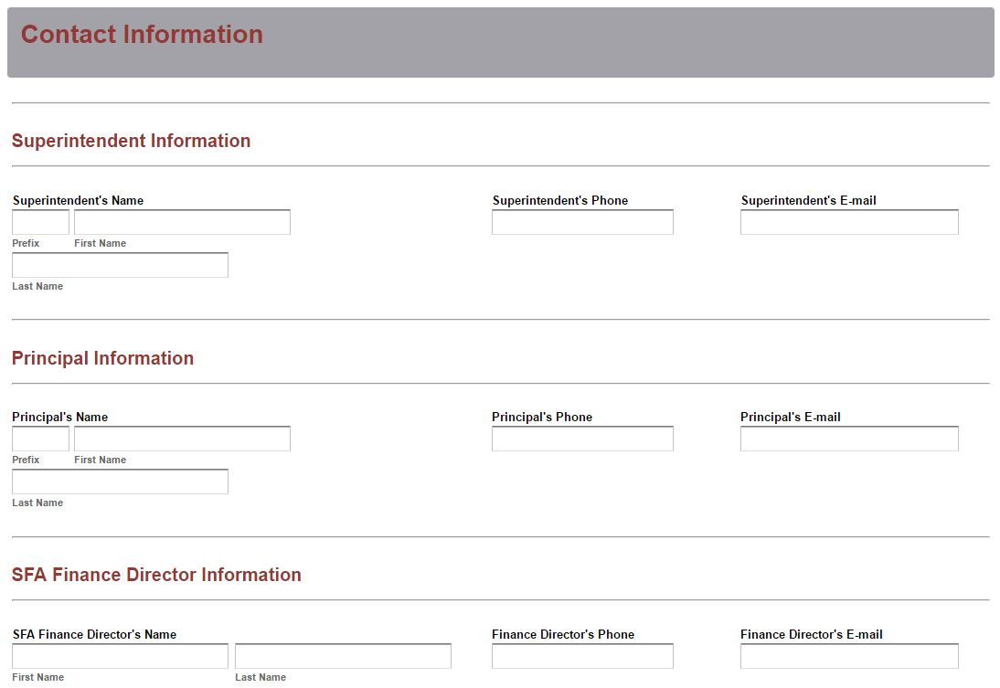 Contact Information
Superintendent Information
Superintendent's Name Superintendent's Phone Superintendent's E-mail
Prefix First Name
Last Name
Principal Information
Principal's Name Principal's Phone Principal's E-mail
Prefix First Name
Last Name
SFA Finance Director Information
SFA Finance Director's Name Finance Director's Phone Finance Director's E-mail
First Name Last Name